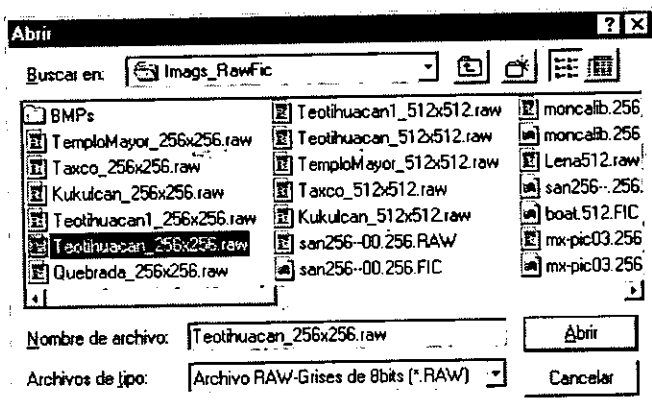 Abrir
Buscar en: Imags_RawFic
BMPs
TemploMayor_256x256.raw
Taxco_256x256.raw
Kukulcan_256x256.raw
Teotihuacan1_256x256.raw
Teotihuacan_256x256.raw
Quebrada_256x256.raw
Teotihuacan1_512x512.raw
Teotihuacan_512x512.raw
TemploMayor_512x512.raw
Taxco_512x512.raw
Kukulcan_512x512.raw
san256--00.256.RAW
san256--00.256.FIC
moncalib.256
moncalib.256
Lena512.raw
san256--.256.
boat.512.FIC
mx-pic03.256
mx-pic03.256
Nombre de archivo: Teotihuacan_256x256.raw Abrir
Archivos de tipo: Archivo RAW-Grises de 8bits (*.RAW) Cancelar